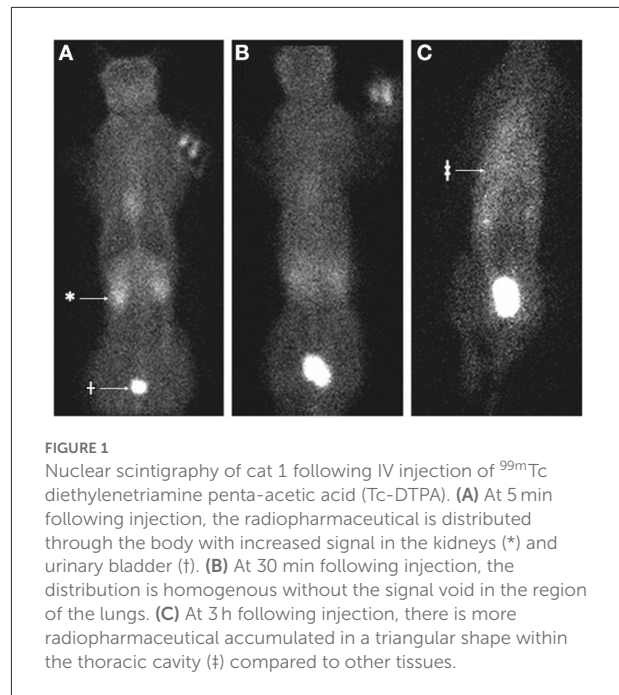 A B C
‡
*
†
FIGURE 1
Nuclear scintigraphy of cat 1 following IV injection of ⁹⁹ᵐTc
diethylenetriamine penta-acetic acid (Tc-DTPA). (A) At 5 min
following injection, the radiopharmaceutical is distributed
through the body with increased signal in the kidneys (*) and
urinary bladder (†). (B) At 30 min following injection, the
distribution is homogenous without the signal void in the region
of the lungs. (C) At 3 h following injection, there is more
radiopharmaceutical accumulated in a triangular shape within
the thoracic cavity (‡) compared to other tissues.